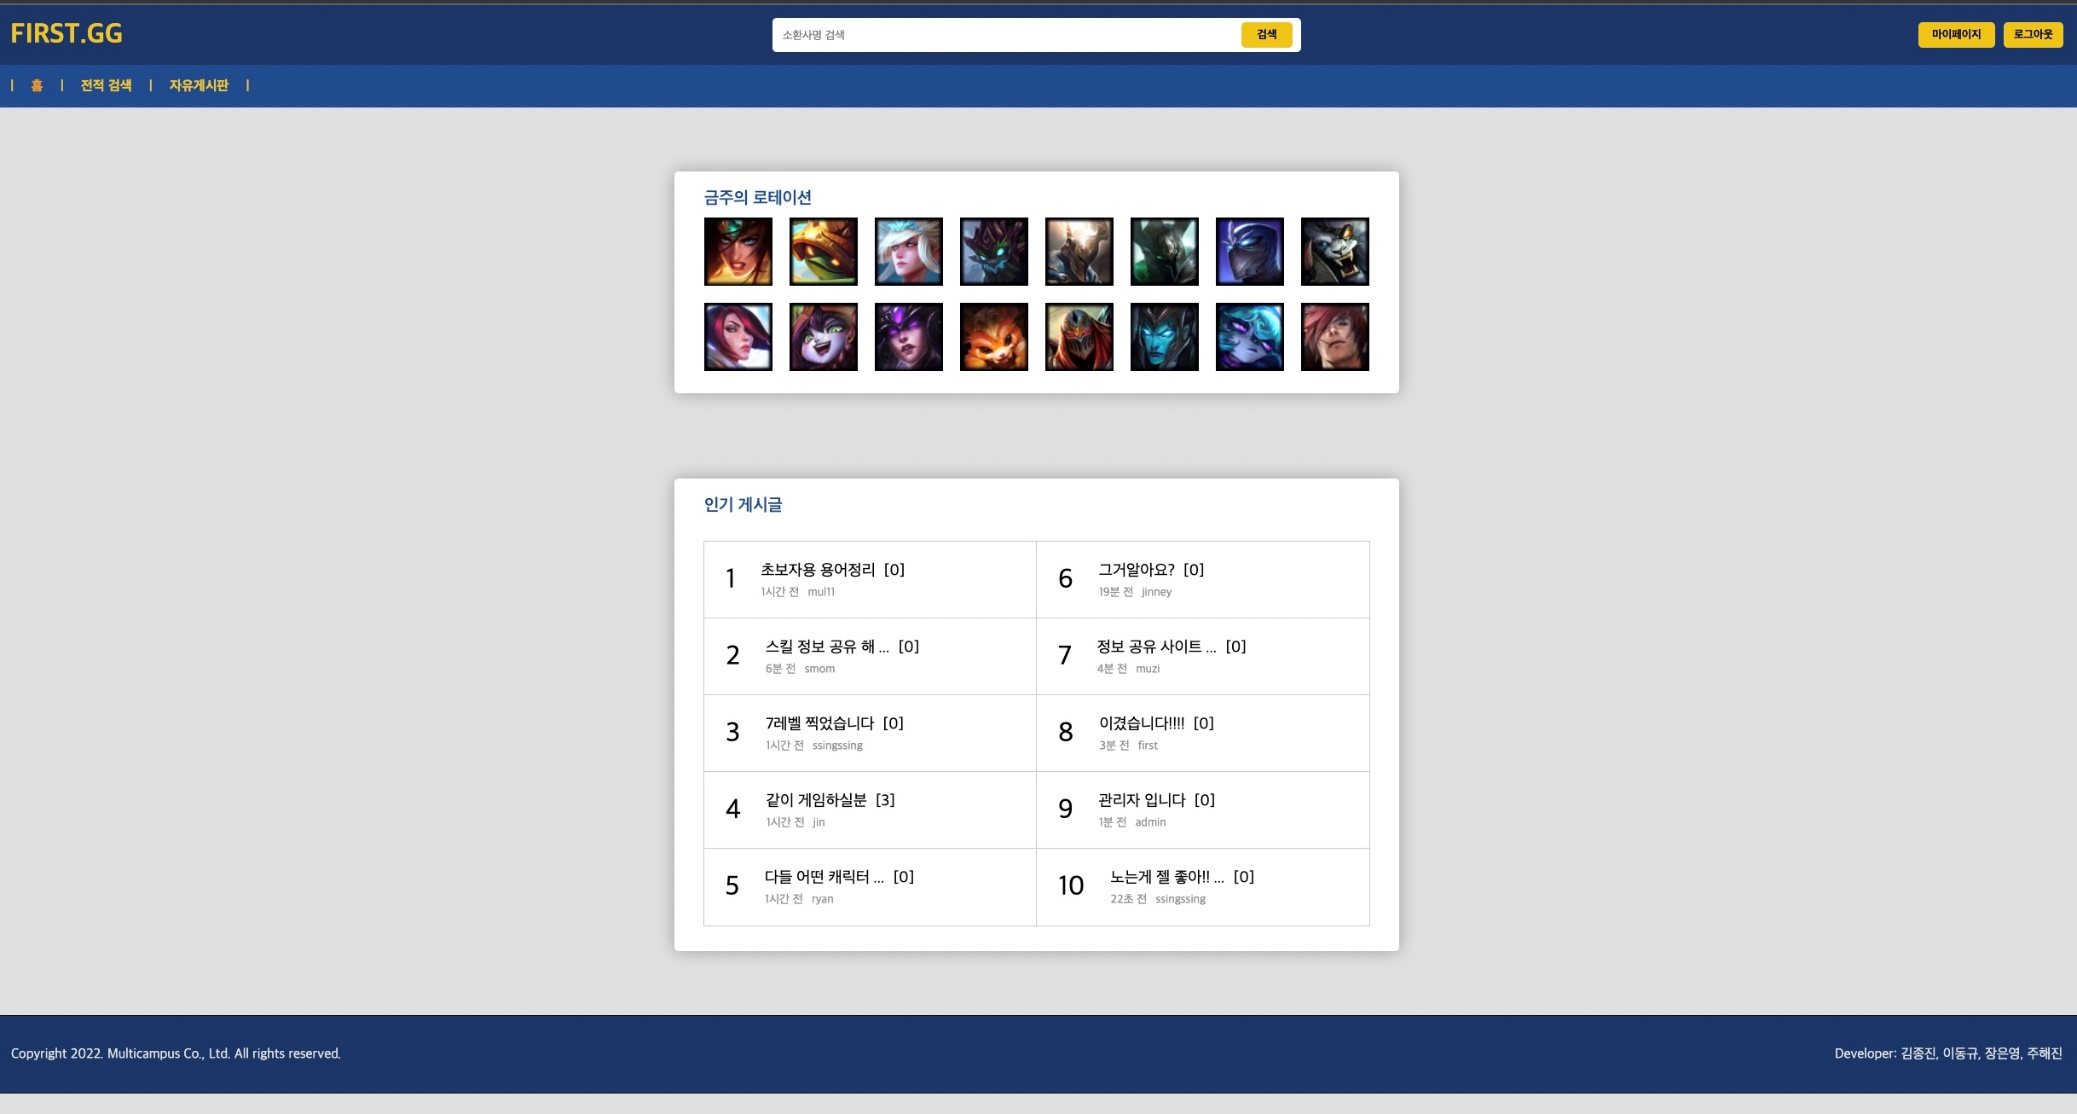 FIRST.GG
소환사명 검색
검색
마이페이지
로그아웃
| 홈 | 전적 검색 | 자유게시판 |
금주의 로테이션
인기 게시글
1
초보자용 용어정리 [0]
1시간 전 mul11
2
스킬 정보 공유 해 ... [0]
6분 전 smom
3
7레벨 찍었습니다 [0]
1시간 전 ssingssing
4
같이 게임하실분 [3]
1시간 전 jin
5
다들 어떤 캐릭터 ... [0]
1시간 전 ryan
6
그거알아요? [0]
19분 전 jinney
7
정보 공유 사이트 ... [0]
4분 전 muzi
8
이겼습니다!!!! [0]
3분 전 first
9
관리자 입니다 [0]
1분 전 admin
10
노는게 젤 좋아!! ... [0]
22초 전 ssingssing
Copyright 2022. Multicampus Co., Ltd. All rights reserved.
Developer: 김종진, 이동규, 장은영, 주해진